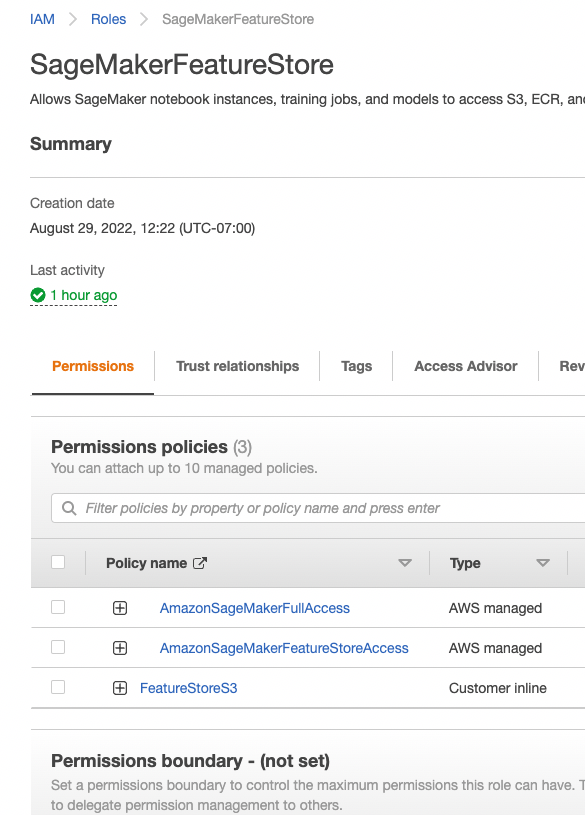 IAM > Roles > SageMakerFeatureStore
SageMakerFeatureStore
Allows SageMaker notebook instances, training jobs, and models to access S3, ECR, an
Summary
Creation date
August 29, 2022, 12:22 (UTC-07:00)
Last activity
1 hour ago
Permissions Trust relationships Tags Access Advisor Rev
Permissions policies (3)
You can attach up to 10 managed policies.
Filter policies by property or policy name and press enter
Policy name Type
AmazonSageMakerFullAccess AWS managed
AmazonSageMakerFeatureStoreAccess AWS managed
FeatureStoreS3 Customer inline
Permissions boundary - (not set)
Set a permissions boundary to control the maximum permissions this role can have. T
to delegate permission management to others.